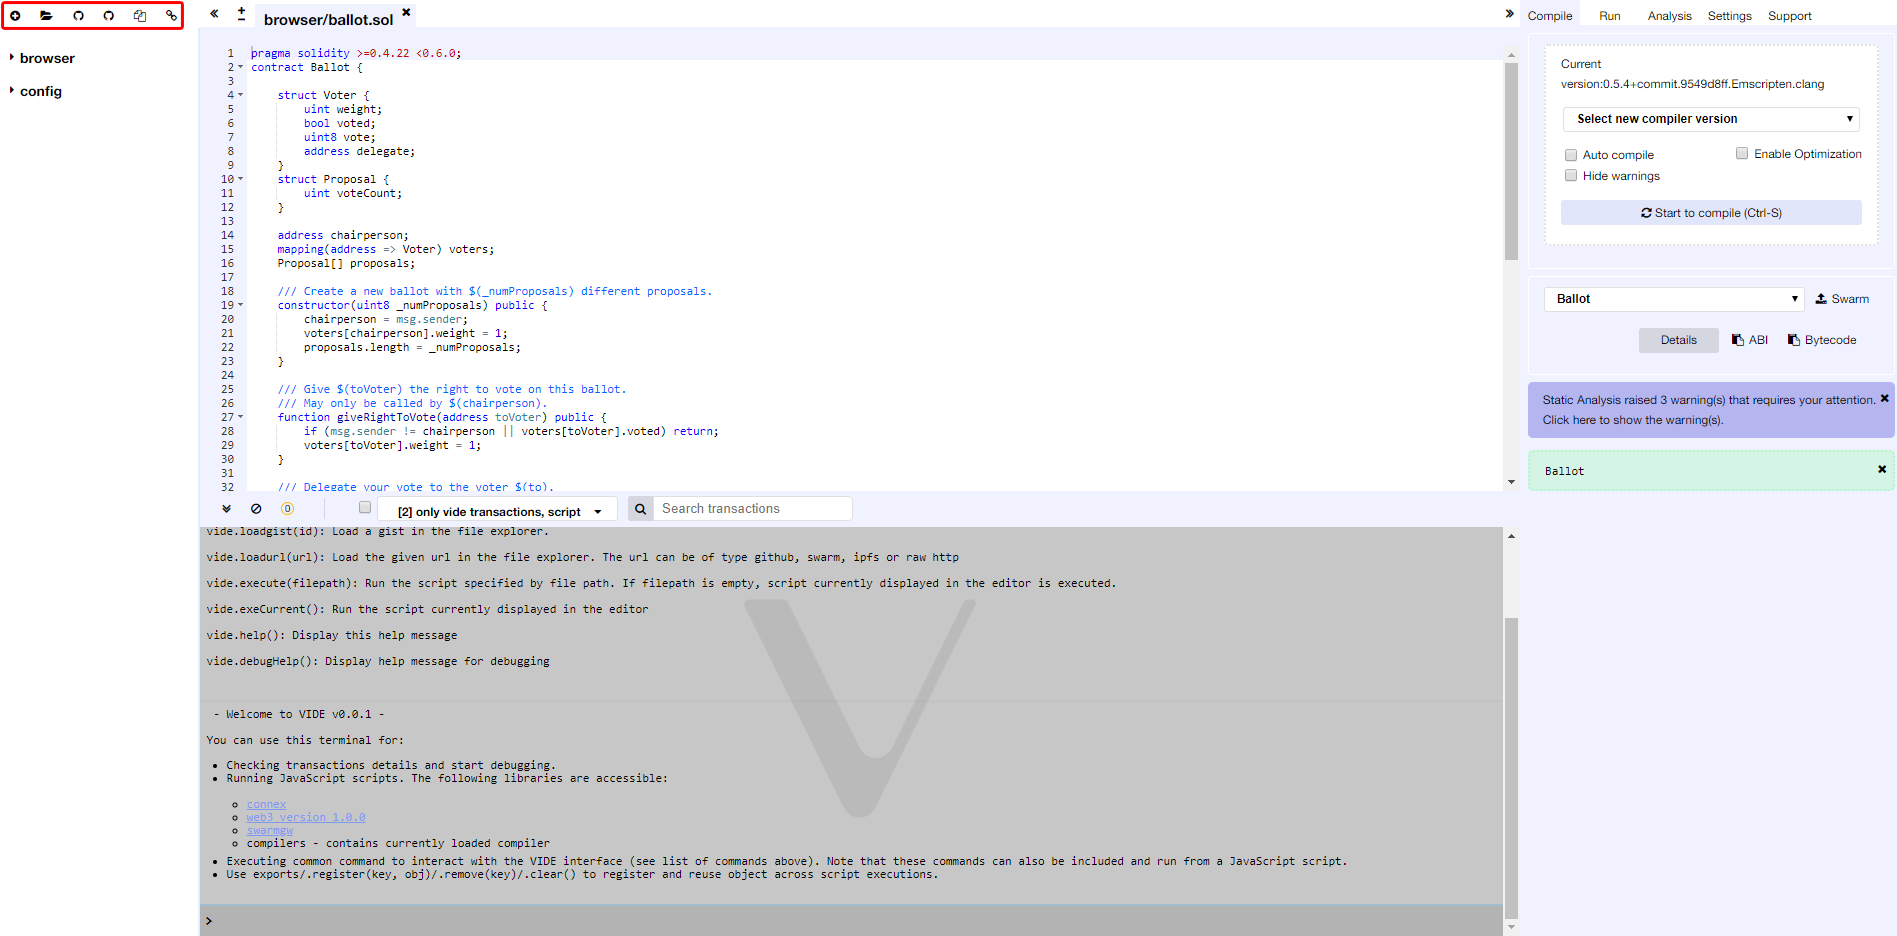 browser
config
browser/ballot.sol
1 pragma solidity >=0.4.22 <0.6.0;
2 contract Ballot {
3
4 struct Voter {
5 uint weight;
6 bool voted;
7 uint8 vote;
8 address delegate;
9 }
10 struct Proposal {
11 uint voteCount;
12 }
13
14 address chairperson;
15 mapping(address => Voter) voters;
16 Proposal[] proposals;
17
18 /// Create a new ballot with $(_numProposals) different proposals.
19 constructor(uint8 _numProposals) public {
20 chairperson = msg.sender;
21 voters[chairperson].weight = 1;
22 proposals.length = _numProposals;
23 }
24
25 /// Give $(toVoter) the right to vote on this ballot.
26 /// May only be called by $(chairperson).
27 function giveRightToVote(address toVoter) public {
28 if (msg.sender != chairperson || voters[toVoter].voted) return;
29 voters[toVoter].weight = 1;
30 }
31
32 /// Delegate your vote to the voter $(to).
0
[2] only vide transactions, script
Search transactions
vide.loadgist(id): Load a gist in the file explorer.
vide.loadurl(url): Load the given url in the file explorer. The url can be of type github, swarm, ipfs or raw http
vide.execute(filepath): Run the script specified by file path. If filepath is empty, script currently displayed in the editor is executed.
vide.exeCurrent(): Run the script currently displayed in the editor
vide.help(): Display this help message
vide.debugHelp(): Display help message for debugging
- Welcome to VIDE v0.0.1 -
You can use this terminal for:
Checking transactions details and start debugging.
Running JavaScript scripts. The following libraries are accessible:
connex
web3 version 1.0.0
swarmgw
compilers - contains currently loaded compiler
Executing common command to interact with the VIDE interface (see list of commands above). Note that these commands can also be included and run from a JavaScript script.
Use exports/.register(key, obj)/.remove(key)/.clear() to register and reuse object across script executions.
>
Compile Run Analysis Settings Support
Current
version:0.5.4+commit.9549d8ff.Emscripten.clang
Select new compiler version
Auto compile
Enable Optimization
Hide warnings
Start to compile (Ctrl-S)
Ballot
Swarm
Details
ABI
Bytecode
Static Analysis raised 3 warning(s) that requires your attention.
Click here to show the warning(s).
Ballot